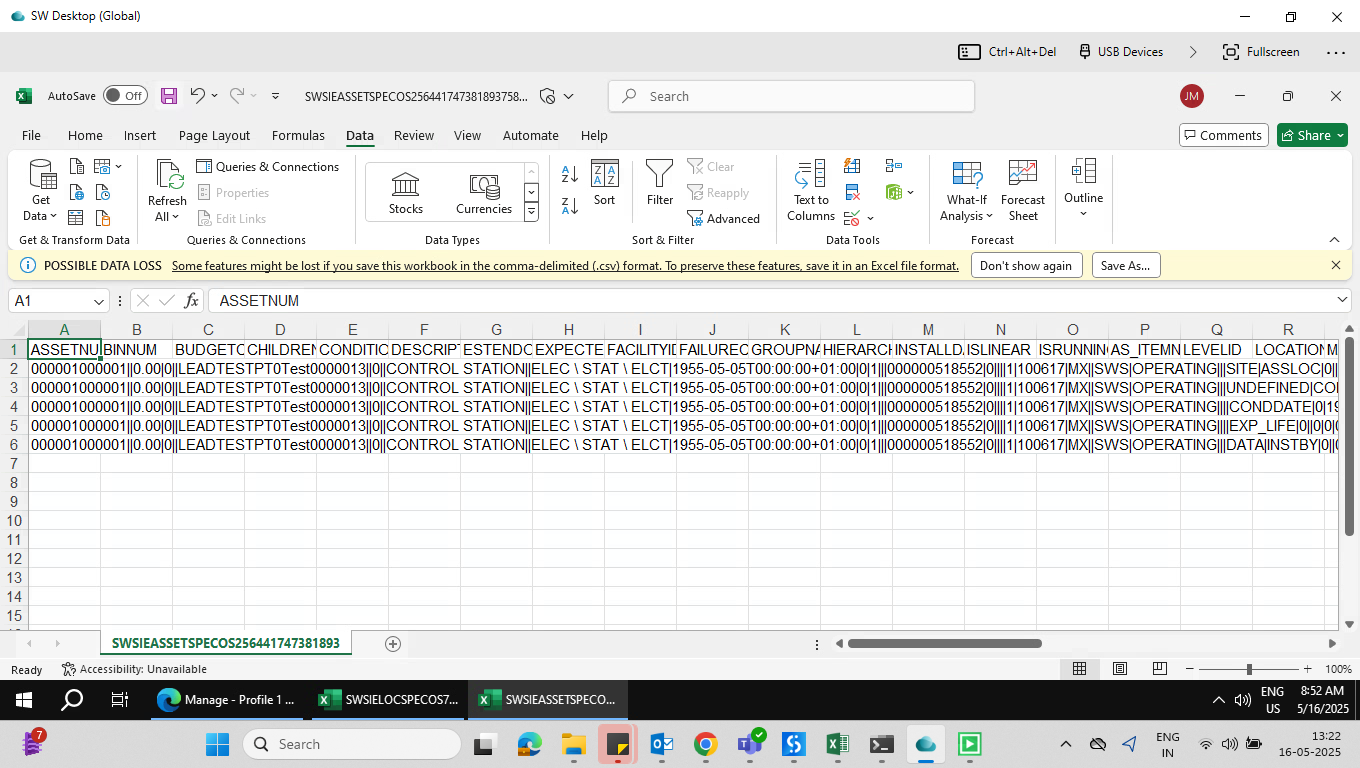 SW Desktop (Global)
Ctrl+Alt+Del USB Devices Fullscreen
AutoSave Off SWSIEASSETSPECOS256441747381893758... Search JM
File Home Insert Page Layout Formulas Data Review View Automate Help Comments Share
Get Data
Refresh All
Queries & Connections
Properties
Edit Links
Stocks Currencies
Sort
Filter
Clear
Reapply
Advanced
Text to Columns
What-If Analysis
Forecast Sheet
Outline
Get & Transform Data Queries & Connections Data Types Sort & Filter Data Tools Forecast
POSSIBLE DATA LOSS Some features might be lost if you save this workbook in the comma-delimited (.csv) format. To preserve these features, save it in an Excel file format. Don't show again Save As...
A1 fx ASSETNUM
A B C D E F G H I J K L M N O P Q R
1 ASSETNU BINNUM BUDGETC CHILDREN CONDITIO DESCRIPT ESTENDO EXPECTE FACILITYID FAILUREC GROUPNA HIERARCH INSTALLDA ISLINEAR ISRUNNING AS_ITEMN LEVELID LOCATION M
2 000001000001||0.00|0||LEADTESTPT0Test0000013||0||CONTROL STATION||ELEC \ STAT \ ELCT|1955-05-05T00:00:00+01:00|0|1|||000000518552|0||||1|100617|MX||SWS|OPERATING|||SITE|ASSLOC|0||
3 000001000001||0.00|0||LEADTESTPT0Test0000013||0||CONTROL STATION||ELEC \ STAT \ ELCT|1955-05-05T00:00:00+01:00|0|1|||000000518552|0||||1|100617|MX||SWS|OPERATING|||UNDEFINED|CO
4 000001000001||0.00|0||LEADTESTPT0Test0000013||0||CONTROL STATION||ELEC \ STAT \ ELCT|1955-05-05T00:00:00+01:00|0|1|||000000518552|0||||1|100617|MX||SWS|OPERATING||||CONDDATE|0|19
5 000001000001||0.00|0||LEADTESTPT0Test0000013||0||CONTROL STATION||ELEC \ STAT \ ELCT|1955-05-05T00:00:00+01:00|0|1|||000000518552|0||||1|100617|MX||SWS|OPERATING||||EXP_LIFE|0||0|0
6 000001000001||0.00|0||LEADTESTPT0Test0000013||0||CONTROL STATION||ELEC \ STAT \ ELCT|1955-05-05T00:00:00+01:00|0|1|||000000518552|0||||1|100617|MX||SWS|OPERATING|||DATA|INSTBY|0||
7
8
9
10
11
12
13
14
15
SWSIEASSETSPECOS256441747381893
Ready Accessibility: Unavailable 100%
Manage - Profile 1 ... SWSIELOCSPECOS7... SWSIEASSETSPECO... ENG US 8:52 AM 5/16/2025
7 Search ENG IN 13:22 16-05-2025